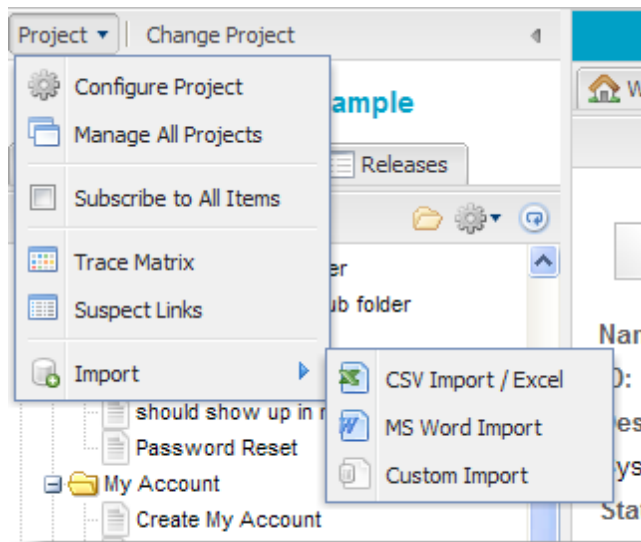 Project
Change Project
Configure Project
ample
Manage All Projects
Releases
Subscribe to All Items
Trace Matrix
er
Suspect Links
ub folder
Import
CSV Import / Excel
should show up in
MS Word Import
Password Reset
Custom Import
My Account
Create My Account